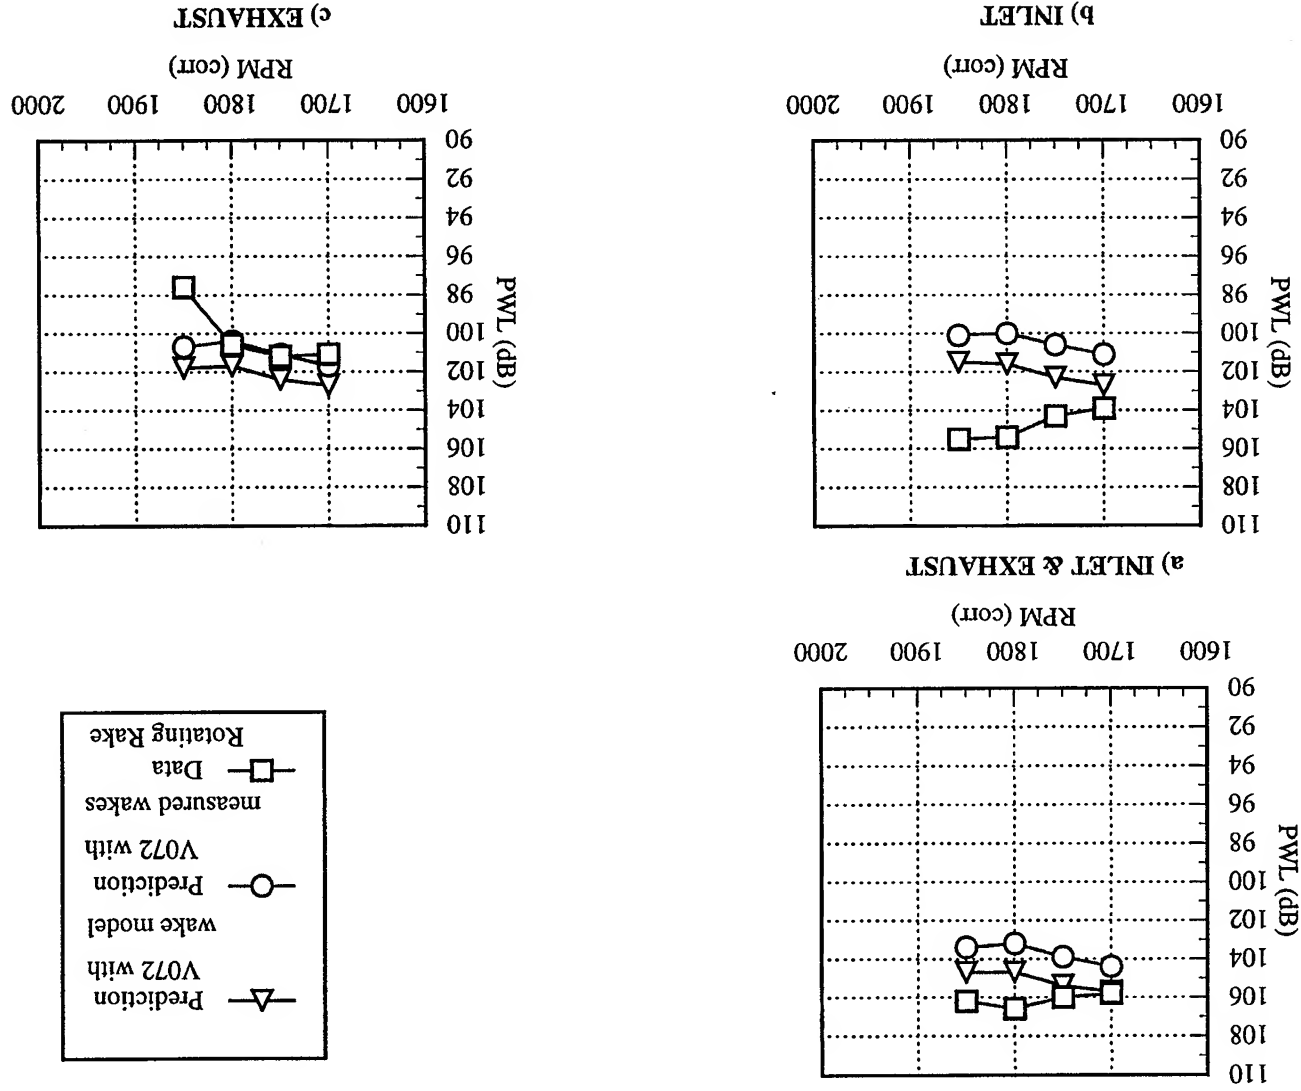 110
108
106
104
102
100
98
96
94
92
90
PWL (dB)
1600 1700 1800 1900 2000
RPM (corr)
a) INLET & EXHAUST
Prediction
V072 with
wake model
Prediction
V072 with
measured wakes
Data
Rotating Rake
110
108
106
104
102
100
98
96
94
92
90
PWL (dB)
1600 1700 1800 1900 2000
RPM (corr)
b) INLET
110
108
106
104
102
100
98
96
94
92
90
PWL (dB)
1600 1700 1800 1900 2000
RPM (corr)
c) EXHAUST